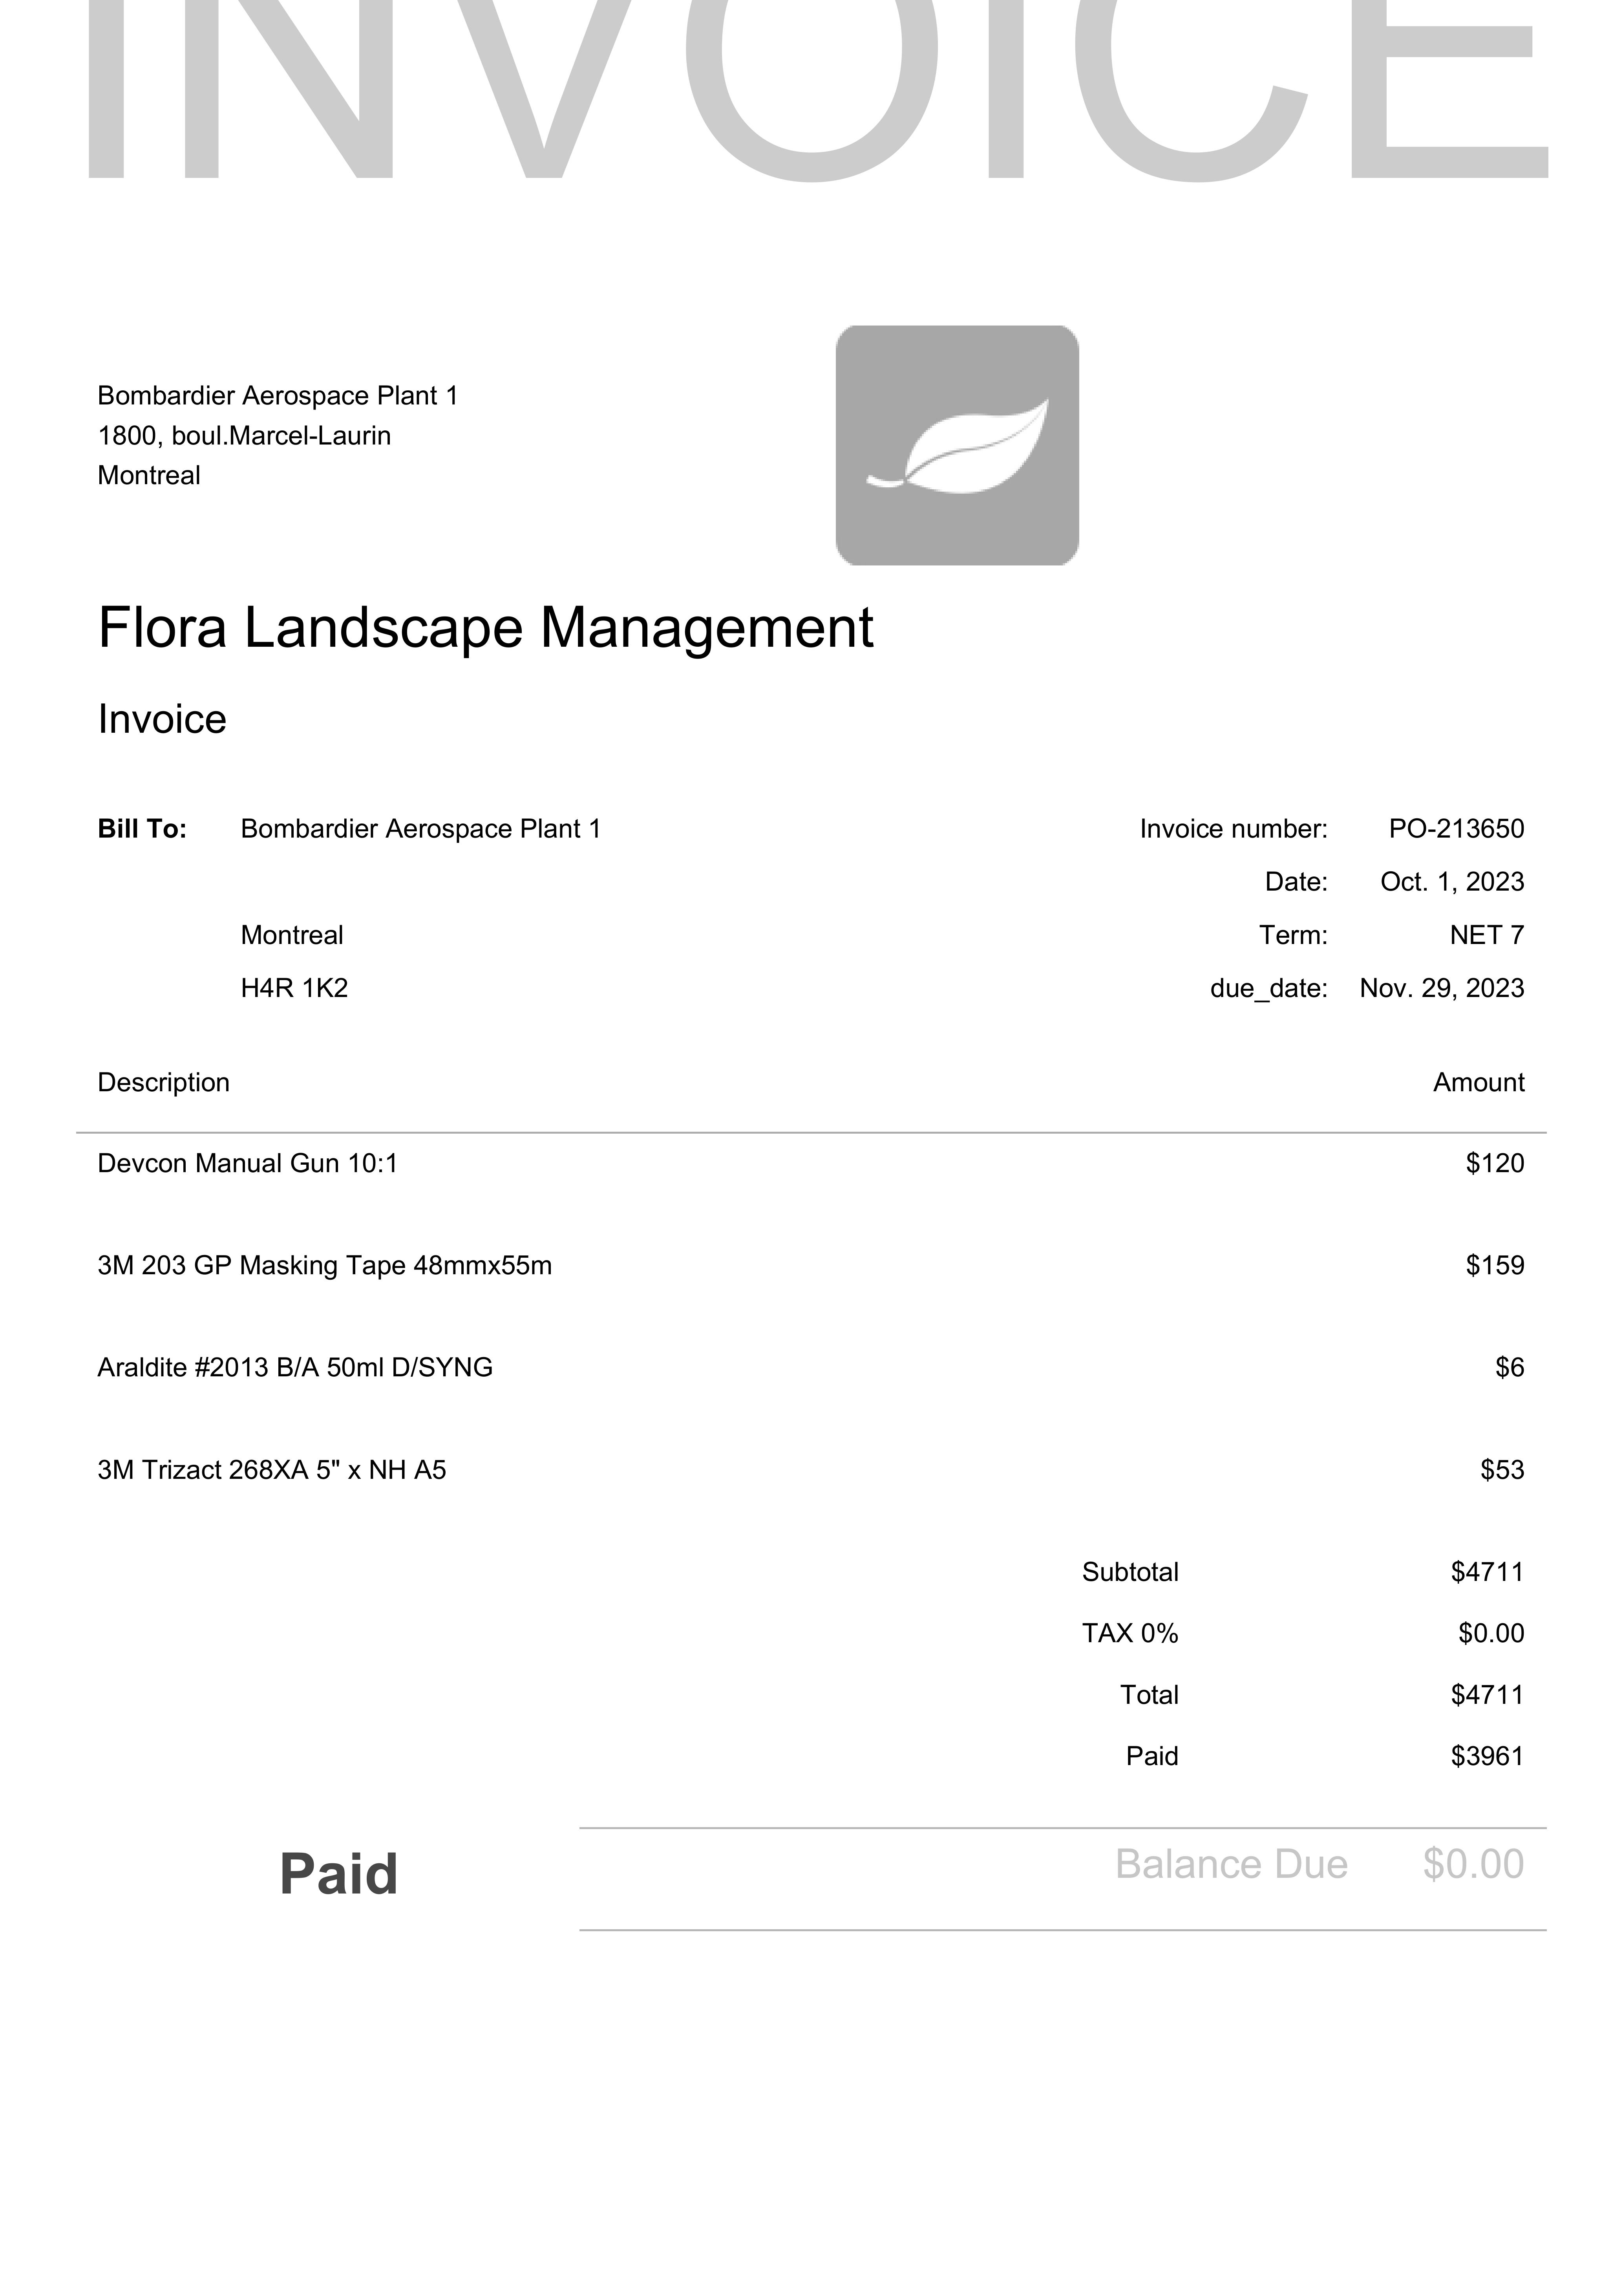 INVOICE
Bombardier Aerospace Plant 1
1800, boul.Marcel-Laurin
Montreal
Flora Landscape Management
Invoice
Bill To: Bombardier Aerospace Plant 1 Invoice number: PO-213650
Date: Oct. 1, 2023
Montreal Term: NET 7
H4R 1K2 due_date: Nov. 29, 2023
Description Amount
Devcon Manual Gun 10:1 $120
3M 203 GP Masking Tape 48mmx55m $159
Araldite #2013 B/A 50ml D/SYNG $6
3M Trizact 268XA 5" x NH A5 $53
Subtotal $4711
TAX 0% $0.00
Total $4711
Paid $3961
Paid Balance Due $0.00